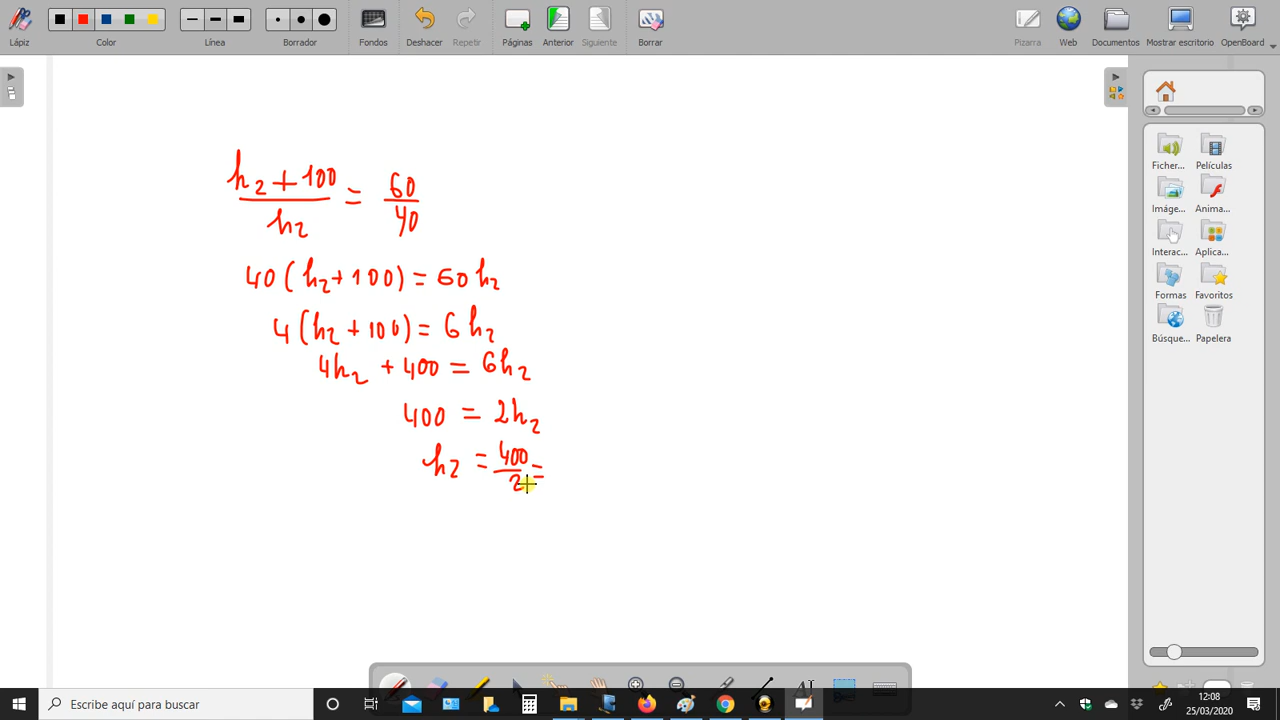 Lápiz
Color
Línea
Borrador
Fondos
Deshacer
Repetir
Páginas
Anterior
Siguiente
Borrar
Pizarra
Web
Documentos
Mostrar escritorio
OpenBoard
h2 + 100 / h2 = 60 / 40
40 ( h2 + 100 ) = 60 h2
4 ( h2 + 100 ) = 6 h2
4h2 + 400 = 6h2
400 = 2h2
h2 = 400 / 2 =
Ficher...
Películas
Imáge...
Anima...
Interac...
Aplica...
Formas
Favoritos
Búsque...
Papelera
Escribe aquí para buscar
12:08
25/03/2020